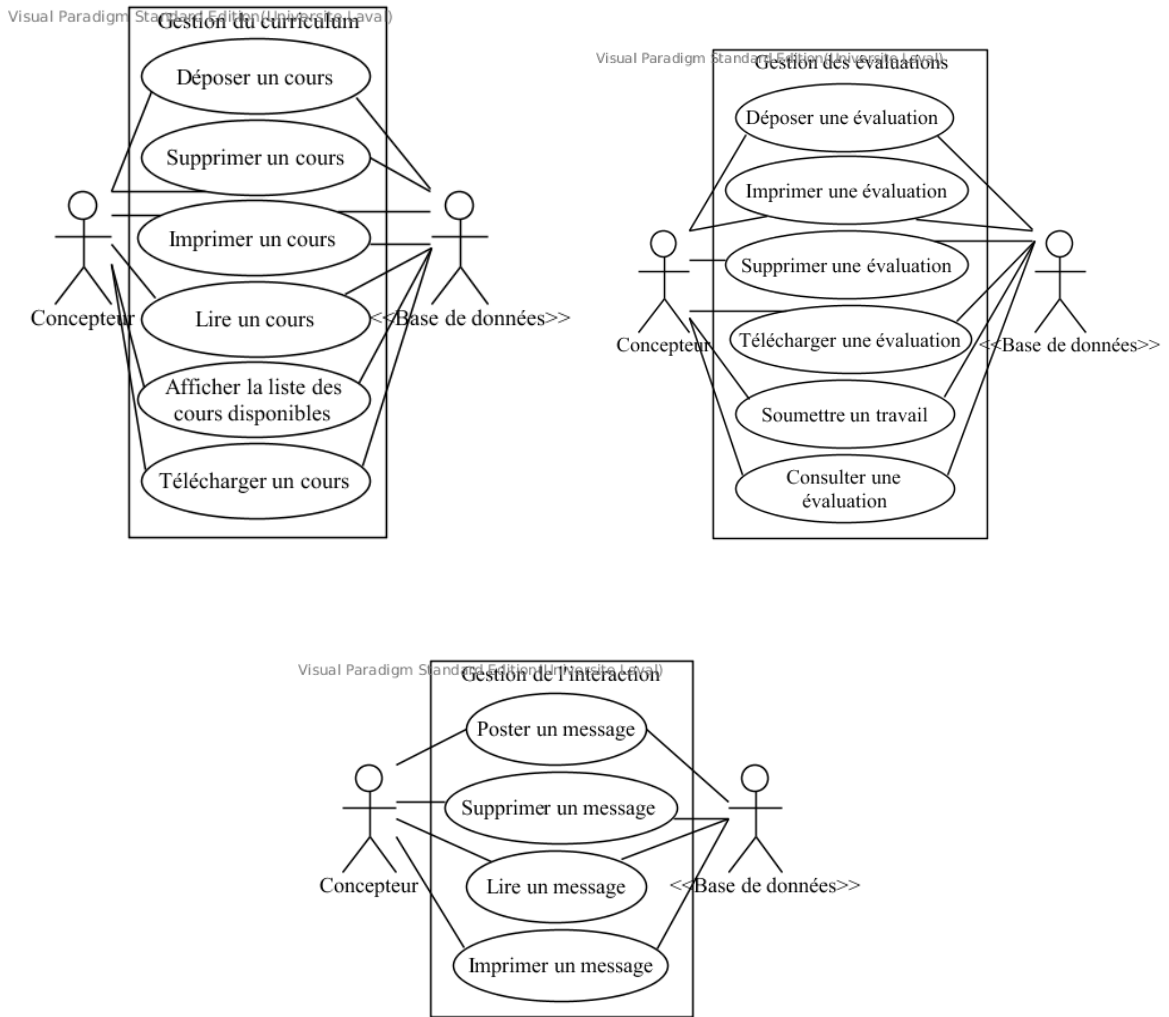 Visual Paradigm Standard Edition(Universite Laval)
Gestion du curriculum
Déposer un cours
Supprimer un cours
Imprimer un cours
Lire un cours
Afficher la liste des
cours disponibles
Télécharger un cours
Concepteur
<<Base de données>>
Visual Paradigm Standard Edition(Universite Laval)
Gestion des évaluations
Déposer une évaluation
Imprimer une évaluation
Supprimer une évaluation
Télécharger une évaluation
Soumettre un travail
Consulter une
évaluation
Concepteur
<<Base de données>>
Visual Paradigm Standard Edition(Universite Laval)
Gestion de l'interaction
Poster un message
Supprimer un message
Lire un message
Imprimer un message
Concepteur
<<Base de données>>